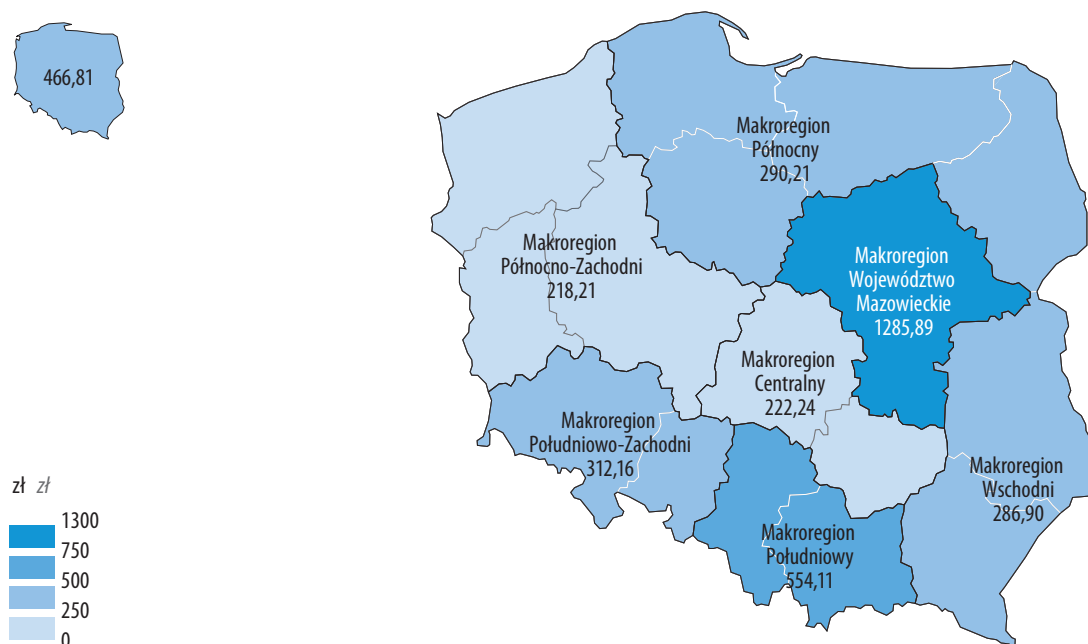 466,81
Makroregion
Północny
290,21
Makroregion
Północno-Zachodni
218,21
Makroregion
Województwo
Mazowieckie
1285,89
Makroregion
Centralny
222,24
Makroregion
Południowo-Zachodni
312,16
Makroregion
Wschodni
286,90
Makroregion
Południowy
554,11
zł zł
1300
750
500
250
0